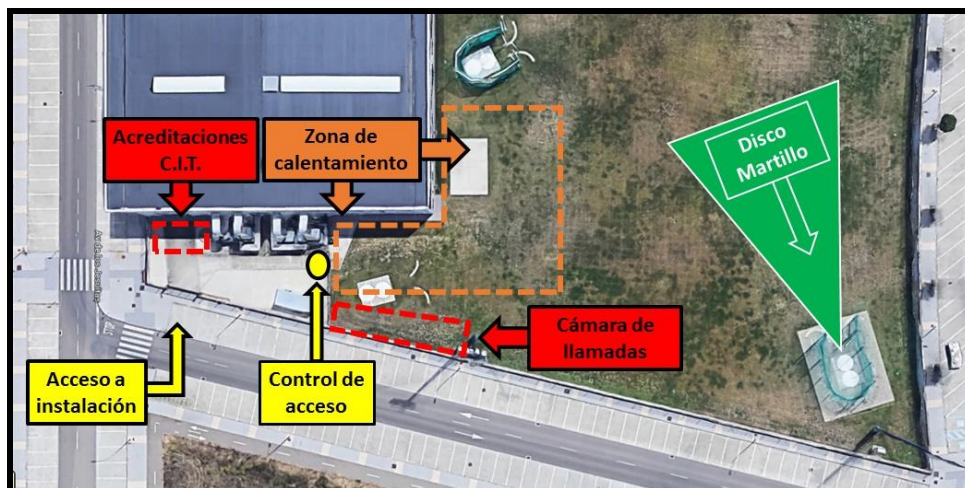 Acreditaciones
C.I.T.
Zona de
calentamiento
Disco
Martillo
Cámara de
llamadas
Acceso a
instalación
Control de
acceso